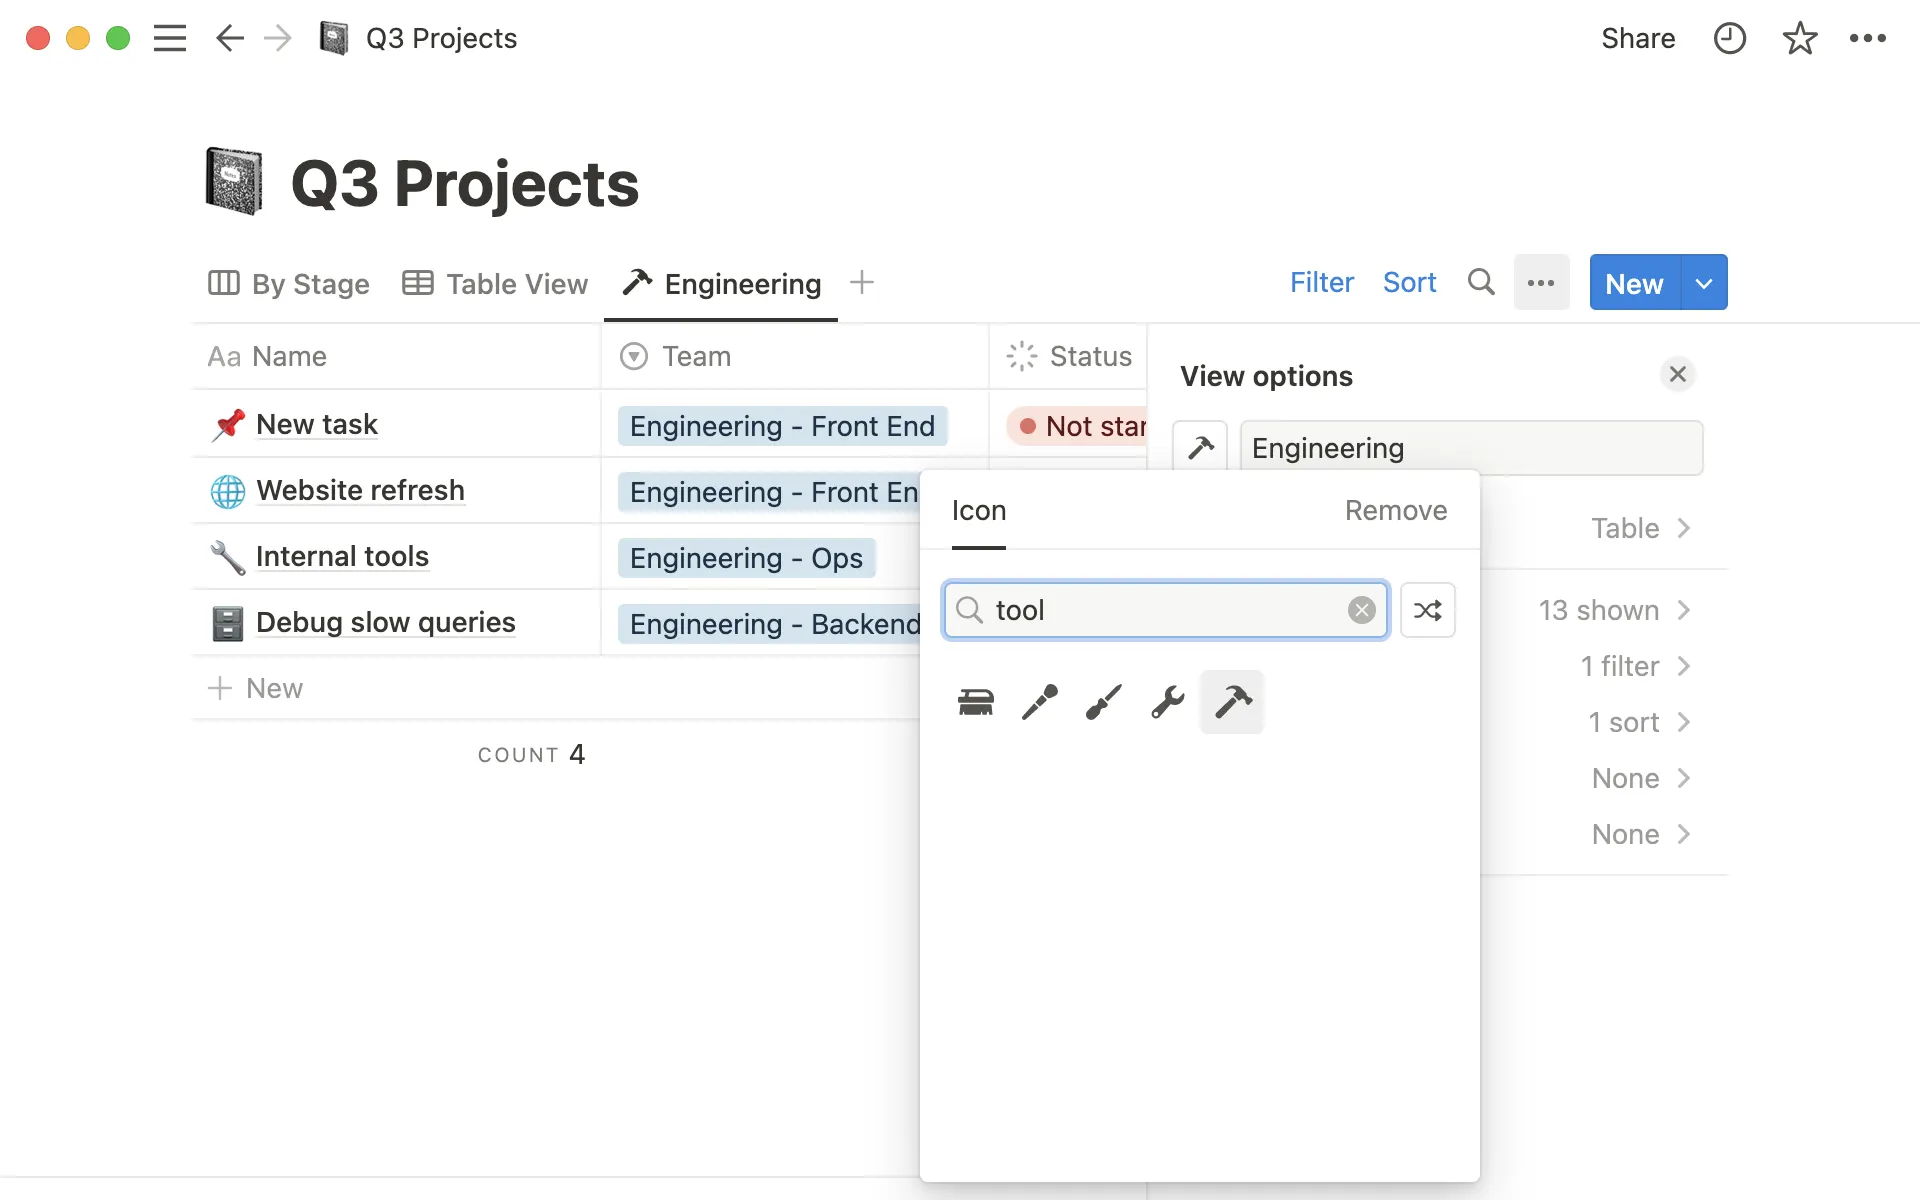 Q3 Projects
Share
Q3 Projects
By Stage Table View Engineering
Filter Sort New
Aa Name Team Status
View options
New task Engineering - Front End Not star
Engineering
Website refresh Engineering - Front En
Icon Remove
Table
Internal tools Engineering - Ops
tool
13 shown
Debug slow queries Engineering - Backend
1 filter
New
1 sort
COUNT 4
None
None